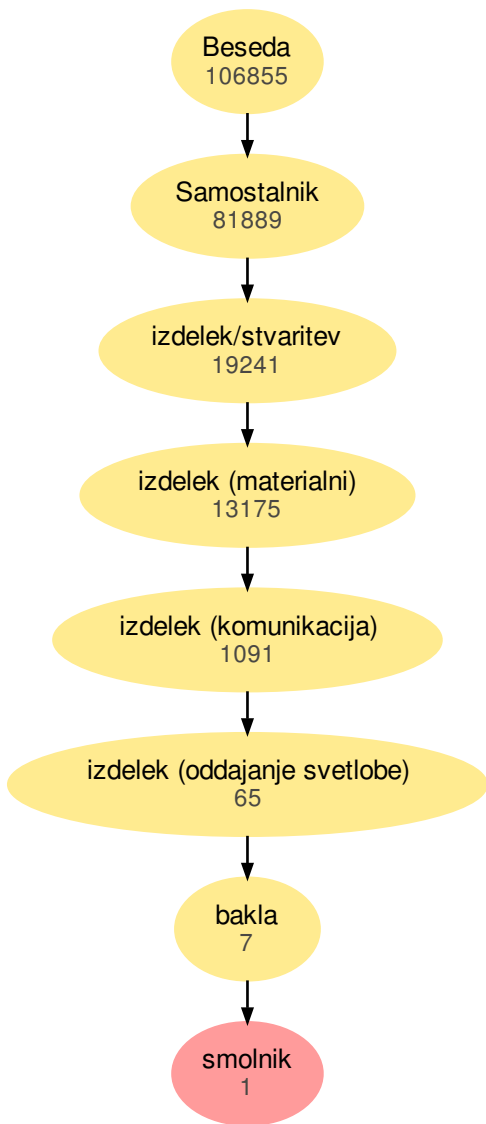 Beseda
106855
Samostalnik
81889
izdelek/stvaritev
19241
izdelek (materialni)
13175
izdelek (komunikacija)
1091
izdelek (oddajanje svetlobe)
65
bakla
7
smolnik
1